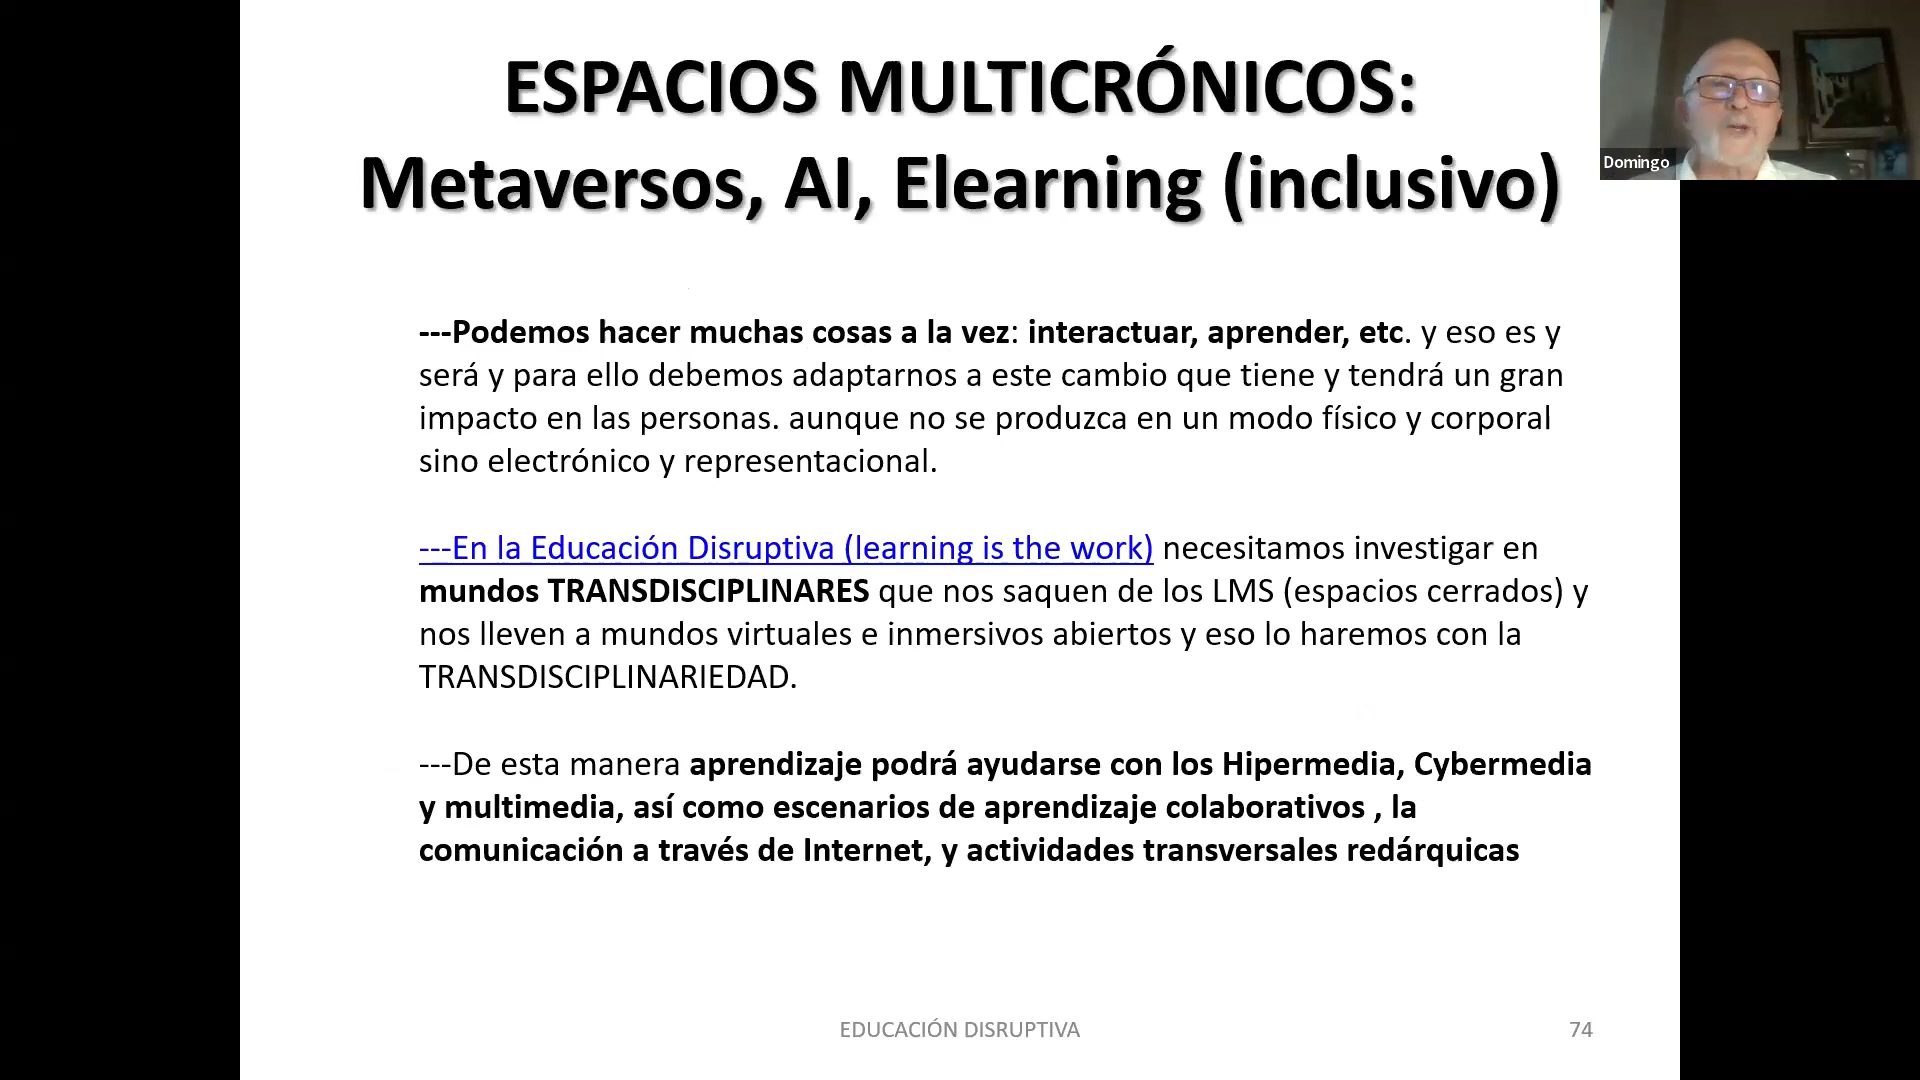 ESPACIOS MULTICRÓNICOS:
Metaversos, AI, Elearning (inclusivo)
Domingo
---Podemos hacer muchas cosas a la vez: interactuar, aprender, etc. y eso es y
será y para ello debemos adaptarnos a este cambio que tiene y tendrá un gran
impacto en las personas. aunque no se produzca en un modo físico y corporal
sino electrónico y representacional.
---En la Educación Disruptiva (learning is the work) necesitamos investigar en
mundos TRANSDISCIPLINARES que nos saquen de los LMS (espacios cerrados) y
nos lleven a mundos virtuales e inmersivos abiertos y eso lo haremos con la
TRANSDISCIPLINARIEDAD.
---De esta manera aprendizaje podrá ayudarse con los Hipermedia, Cybermedia
y multimedia, así como escenarios de aprendizaje colaborativos , la
comunicación a través de Internet, y actividades transversales redárquicas
EDUCACIÓN DISRUPTIVA
74